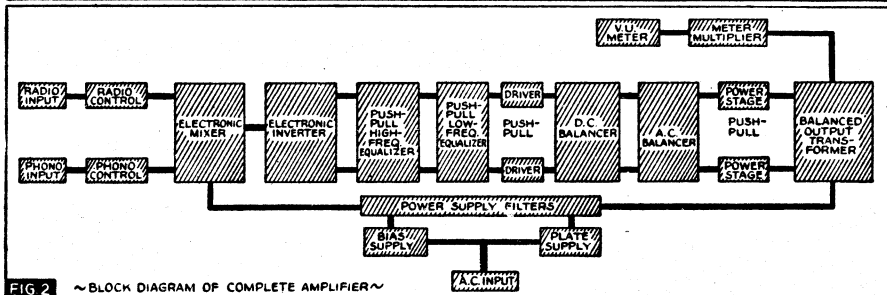 V.U.
METER
METER
MULTIPLIER
RADIO
INPUT
RADIO
CONTROL
PHONO
INPUT
PHONO
CONTROL
ELECTRONIC
MIXER
ELECTRONIC
INVERTER
PUSH-
PULL
HIGH-
FREQ.
EQUALIZER
PUSH-
PULL
LOW-
FREQ.
EQUALIZER
DRIVER
PUSH-
PULL
DRIVER
D.C.
BALANCER
A.C.
BALANCER
POWER
STAGE
PUSH-
PULL
POWER
STAGE
BALANCED
OUTPUT
TRANS-
FORMER
POWER SUPPLY FILTERS
BIAS
SUPPLY
PLATE
SUPPLY
A.C. INPUT
FIG 2 ~BLOCK DIAGRAM OF COMPLETE AMPLIFIER~